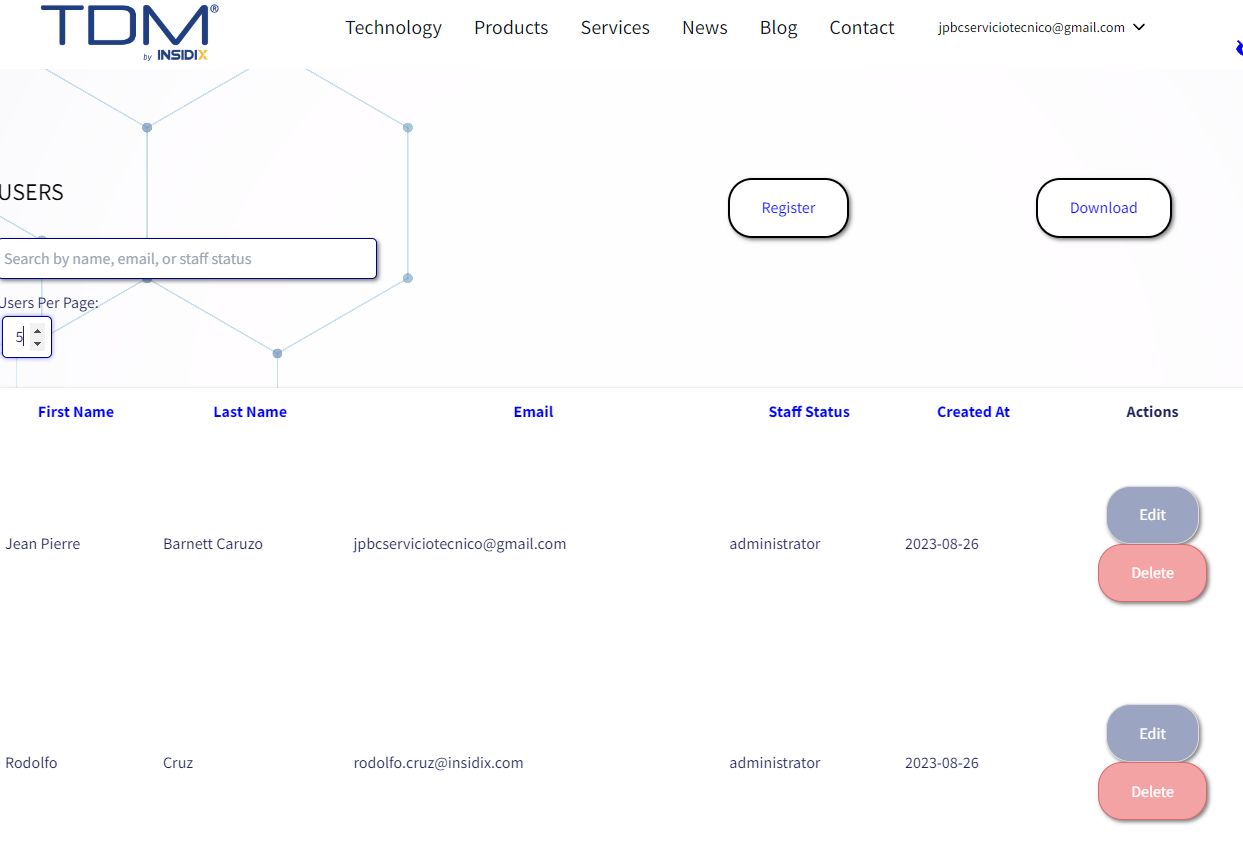 TDM®
by INSIDIX
Technology Products Services News Blog Contact jpbcserviciotecnico@gmail.com
USERS
Register
Download
Search by name, email, or staff status
Users Per Page:
5
First Name Last Name Email Staff Status Created At Actions
Jean Pierre Barnett Caruzo jpbcserviciotecnico@gmail.com administrator 2023-08-26
Edit
Delete
Rodolfo Cruz rodolfo.cruz@insidix.com administrator 2023-08-26
Edit
Delete